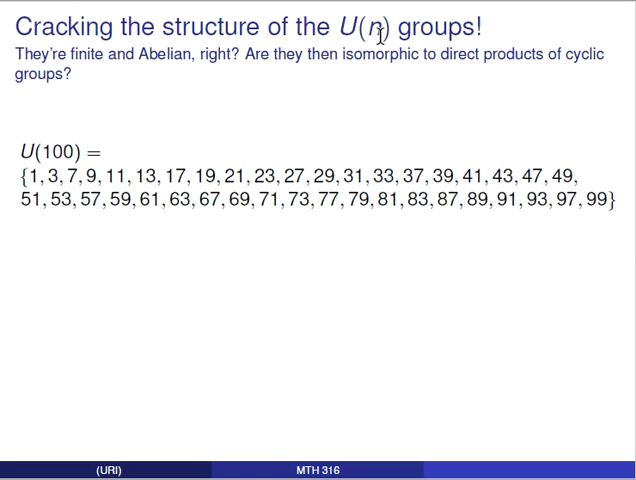 Cracking the structure of the U(n) groups!
They're finite and Abelian, right? Are they then isomorphic to direct products of cyclic
groups?
U(100) =
{1, 3, 7, 9, 11, 13, 17, 19, 21, 23, 27, 29, 31, 33, 37, 39, 41, 43, 47, 49,
51, 53, 57, 59, 61, 63, 67, 69, 71, 73, 77, 79, 81, 83, 87, 89, 91, 93, 97, 99}
(URI) MTH 316